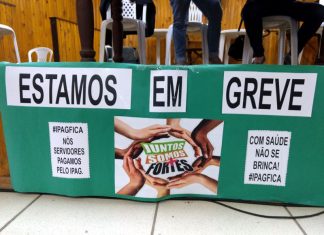 ESTAMOS EM GREVE
#IPAGFICA
NÓS
SERVIDORES
PAGAMOS
PELO IPAG.
JUNTOS
SOMOS
FORTES
COM SAÚDE
NÃO SE
BRINCA!
#IPAGFICA